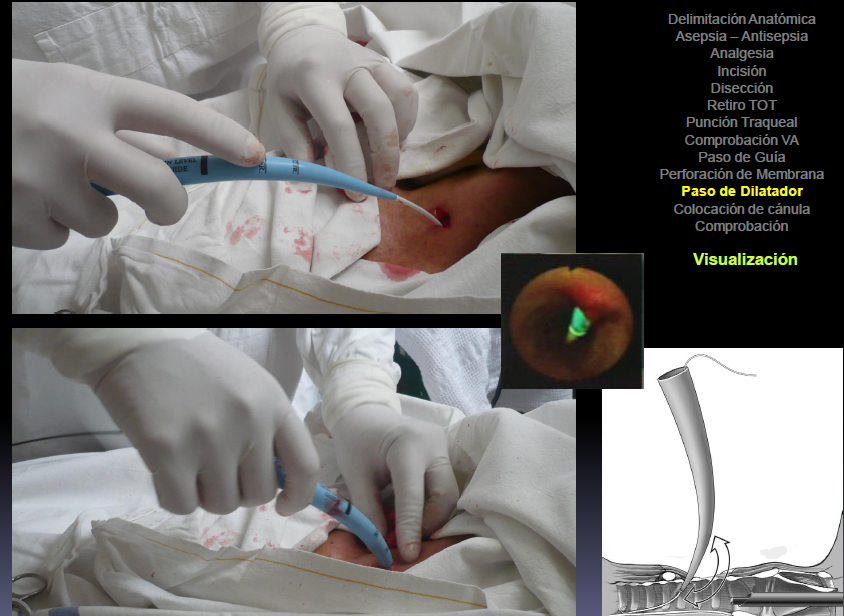 Delimitación Anatómica
Asepsia – Antisepsia
Analgesia
Incisión
Disección
Retiro TOT
Punción Traqueal
Comprobación VA
Paso de Guía
Perforación de Membrana
Paso de Dilatador
Colocación de cánula
Comprobación
Visualización
LEVEL